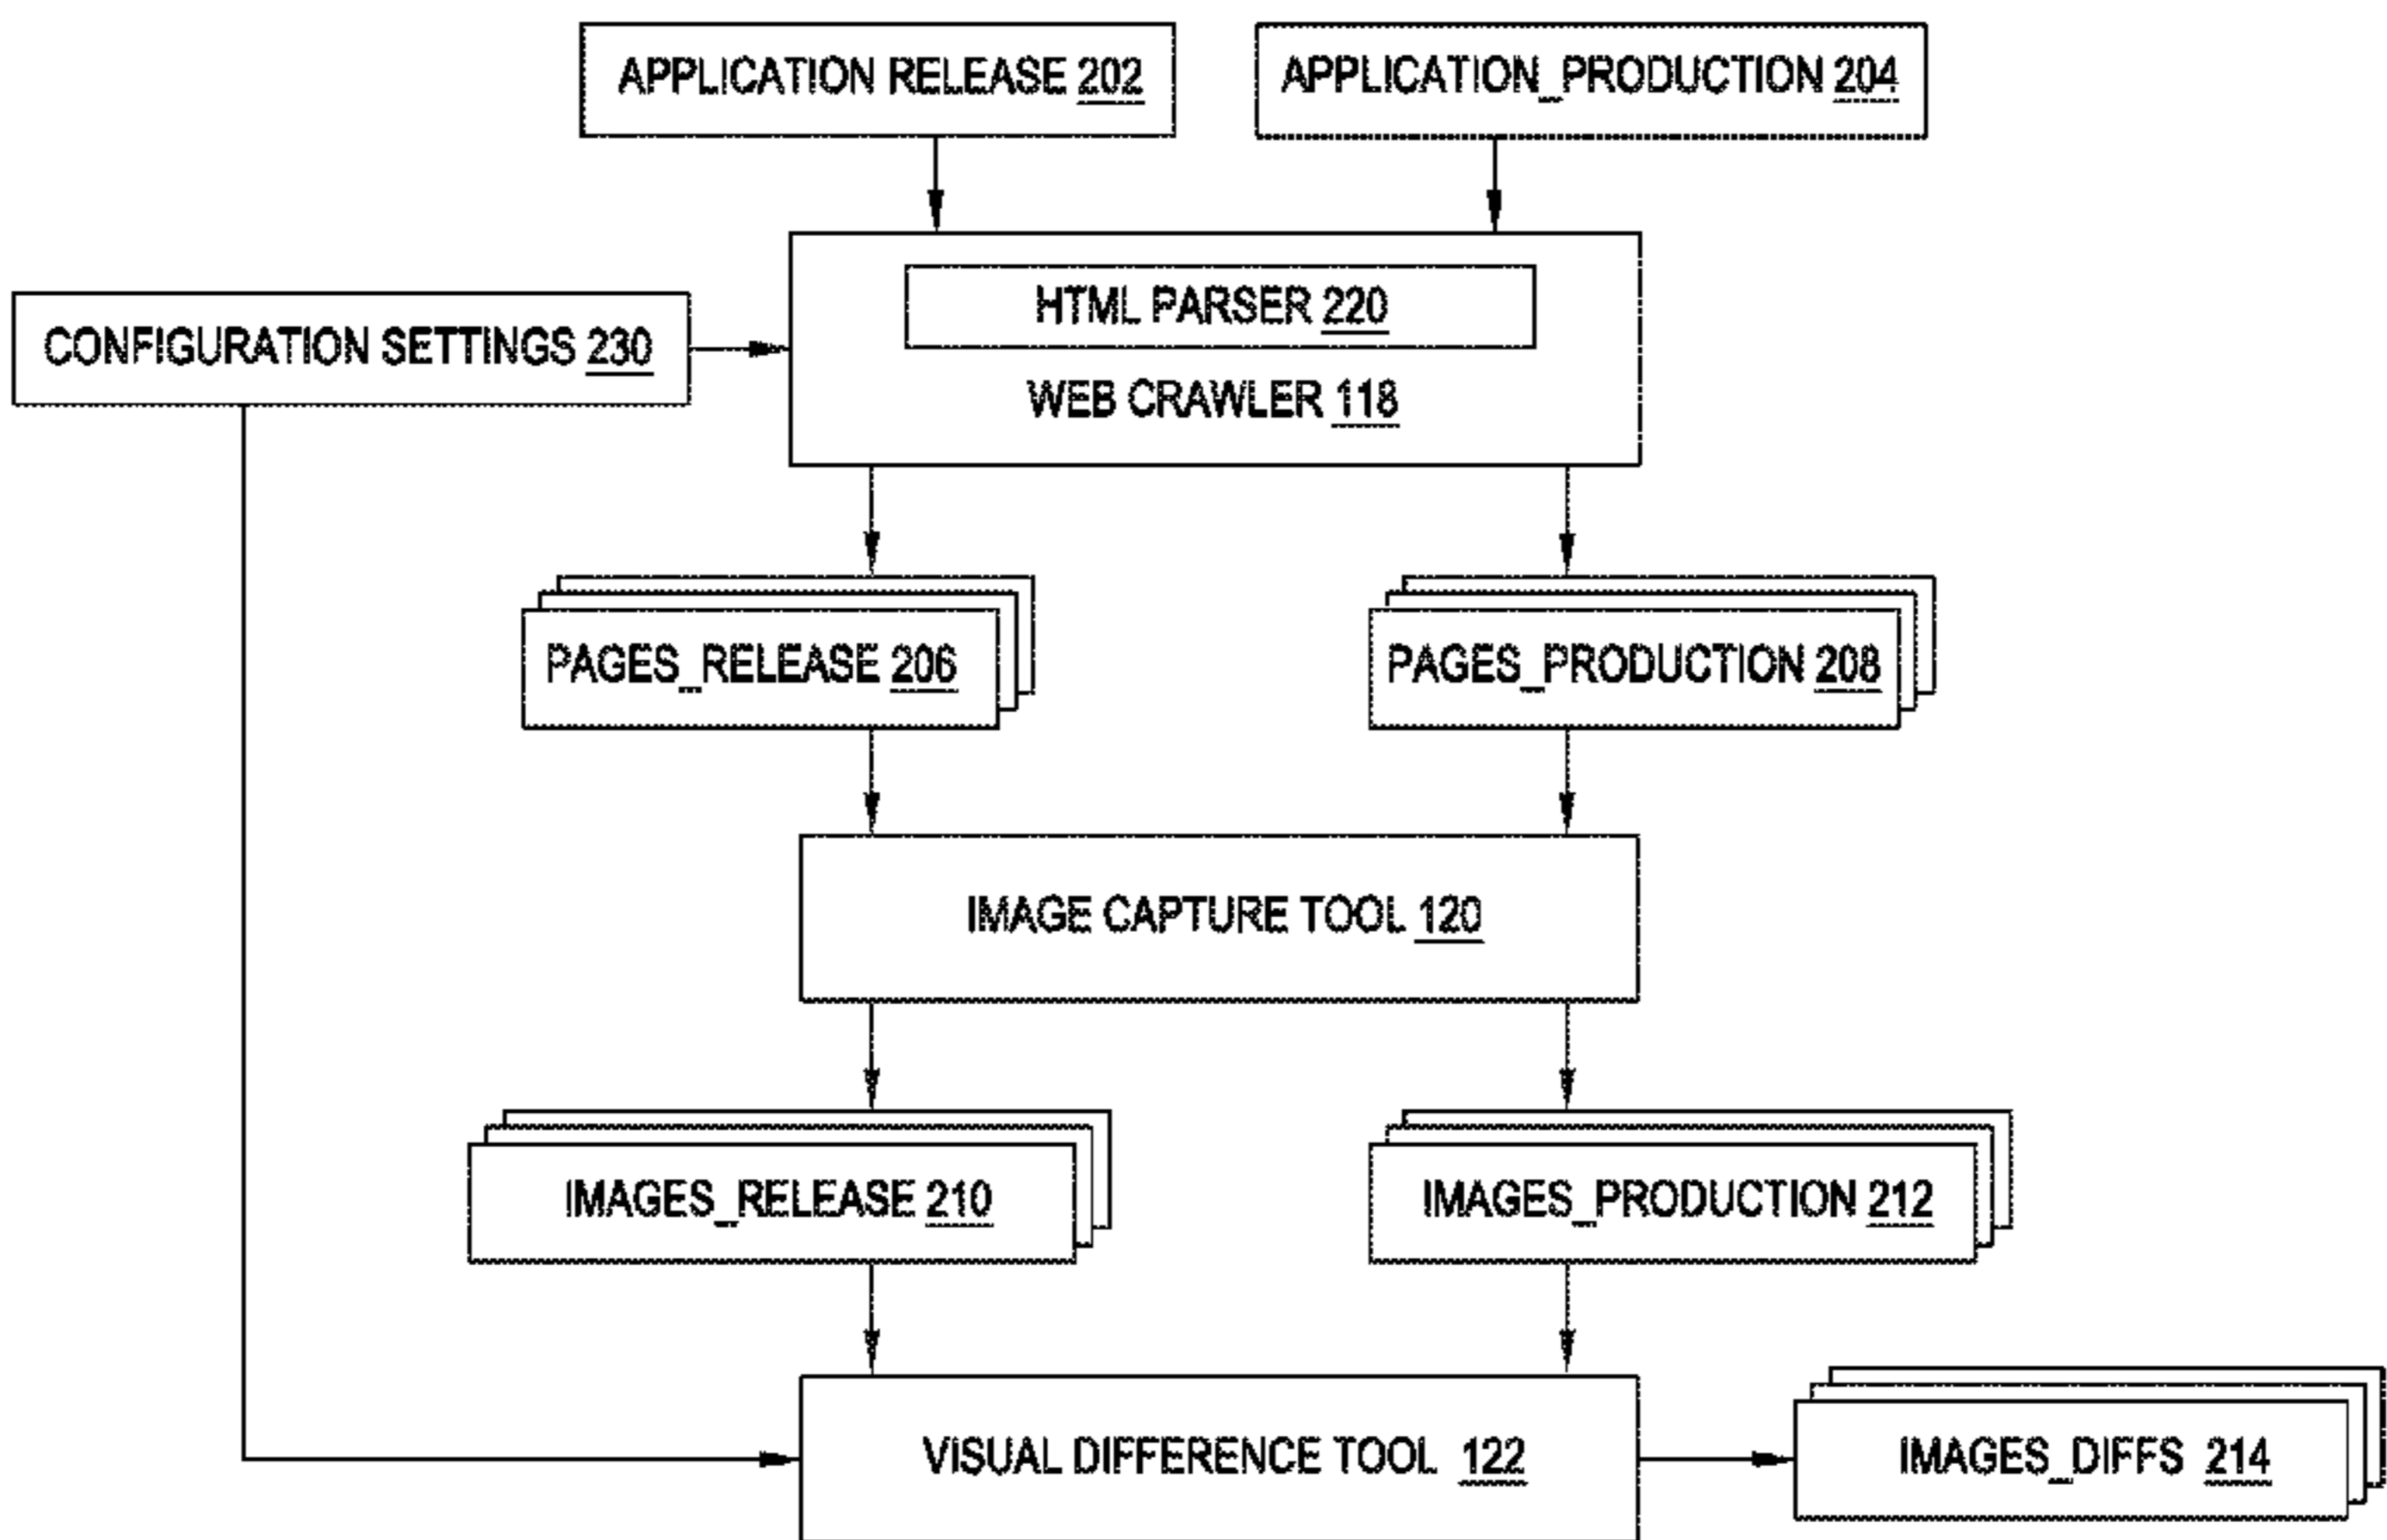 APPLICATION RELEASE 202
APPLICATION_PRODUCTION 204
HTML PARSER 220
CONFIGURATION SETTINGS 230
WEB CRAWLER 118
PAGES_RELEASE 206
PAGES_PRODUCTION 208
IMAGE CAPTURE TOOL 120
IMAGES_RELEASE 210
IMAGES_PRODUCTION 212
VISUAL DIFFERENCE TOOL 122
IMAGES_DIFFS 214